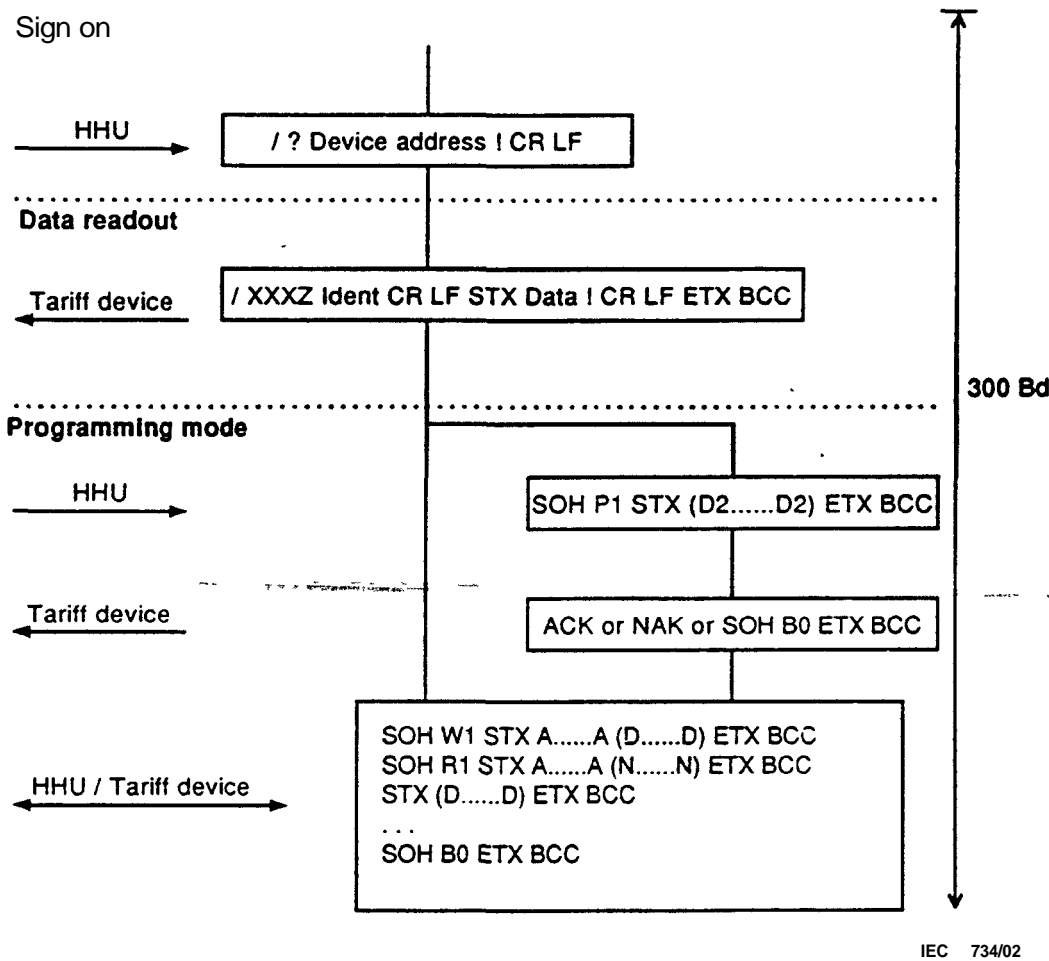 Sign on
HHU
/ ? Device address ! CR LF
Data readout
Tariff device
/ XXXZ Ident CR LF STX Data ! CR LF ETX BCC
300 Bd
Programming mode
HHU
SOH P1 STX (D2......D2) ETX BCC
Tariff device
ACK or NAK or SOH B0 ETX BCC
SOH W1 STX A......A (D......D) ETX BCC
SOH R1 STX A......A (N......N) ETX BCC
HHU / Tariff device
STX (D......D) ETX BCC
. . .
SOH B0 ETX BCC
IEC 734/02